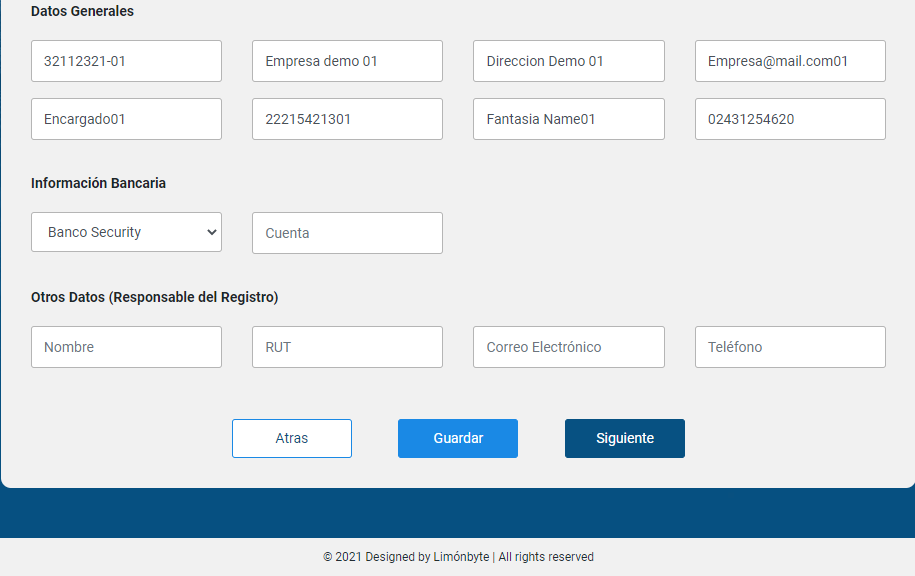 Datos Generales
32112321-01 Empresa demo 01 Direccion Demo 01 Empresa@mail.com01
Encargado01 22215421301 Fantasia Name01 02431254620
Información Bancaria
Banco Security Cuenta
Otros Datos (Responsable del Registro)
Nombre RUT Correo Electrónico Teléfono
Atras Guardar Siguiente
© 2021 Designed by Limónbyte | All rights reserved